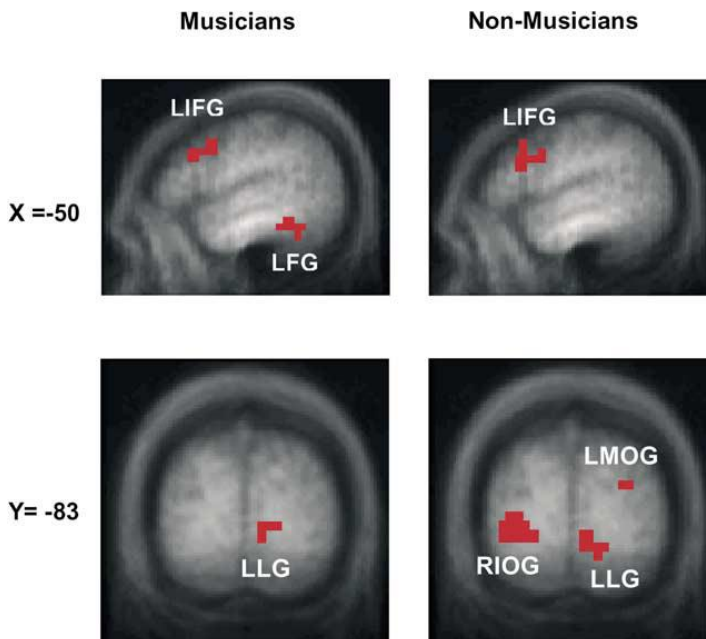 Musicians Non-Musicians
LIFG LIFG
X =-50
LFG
LMOG
Y= -83
LLG RIOG LLG